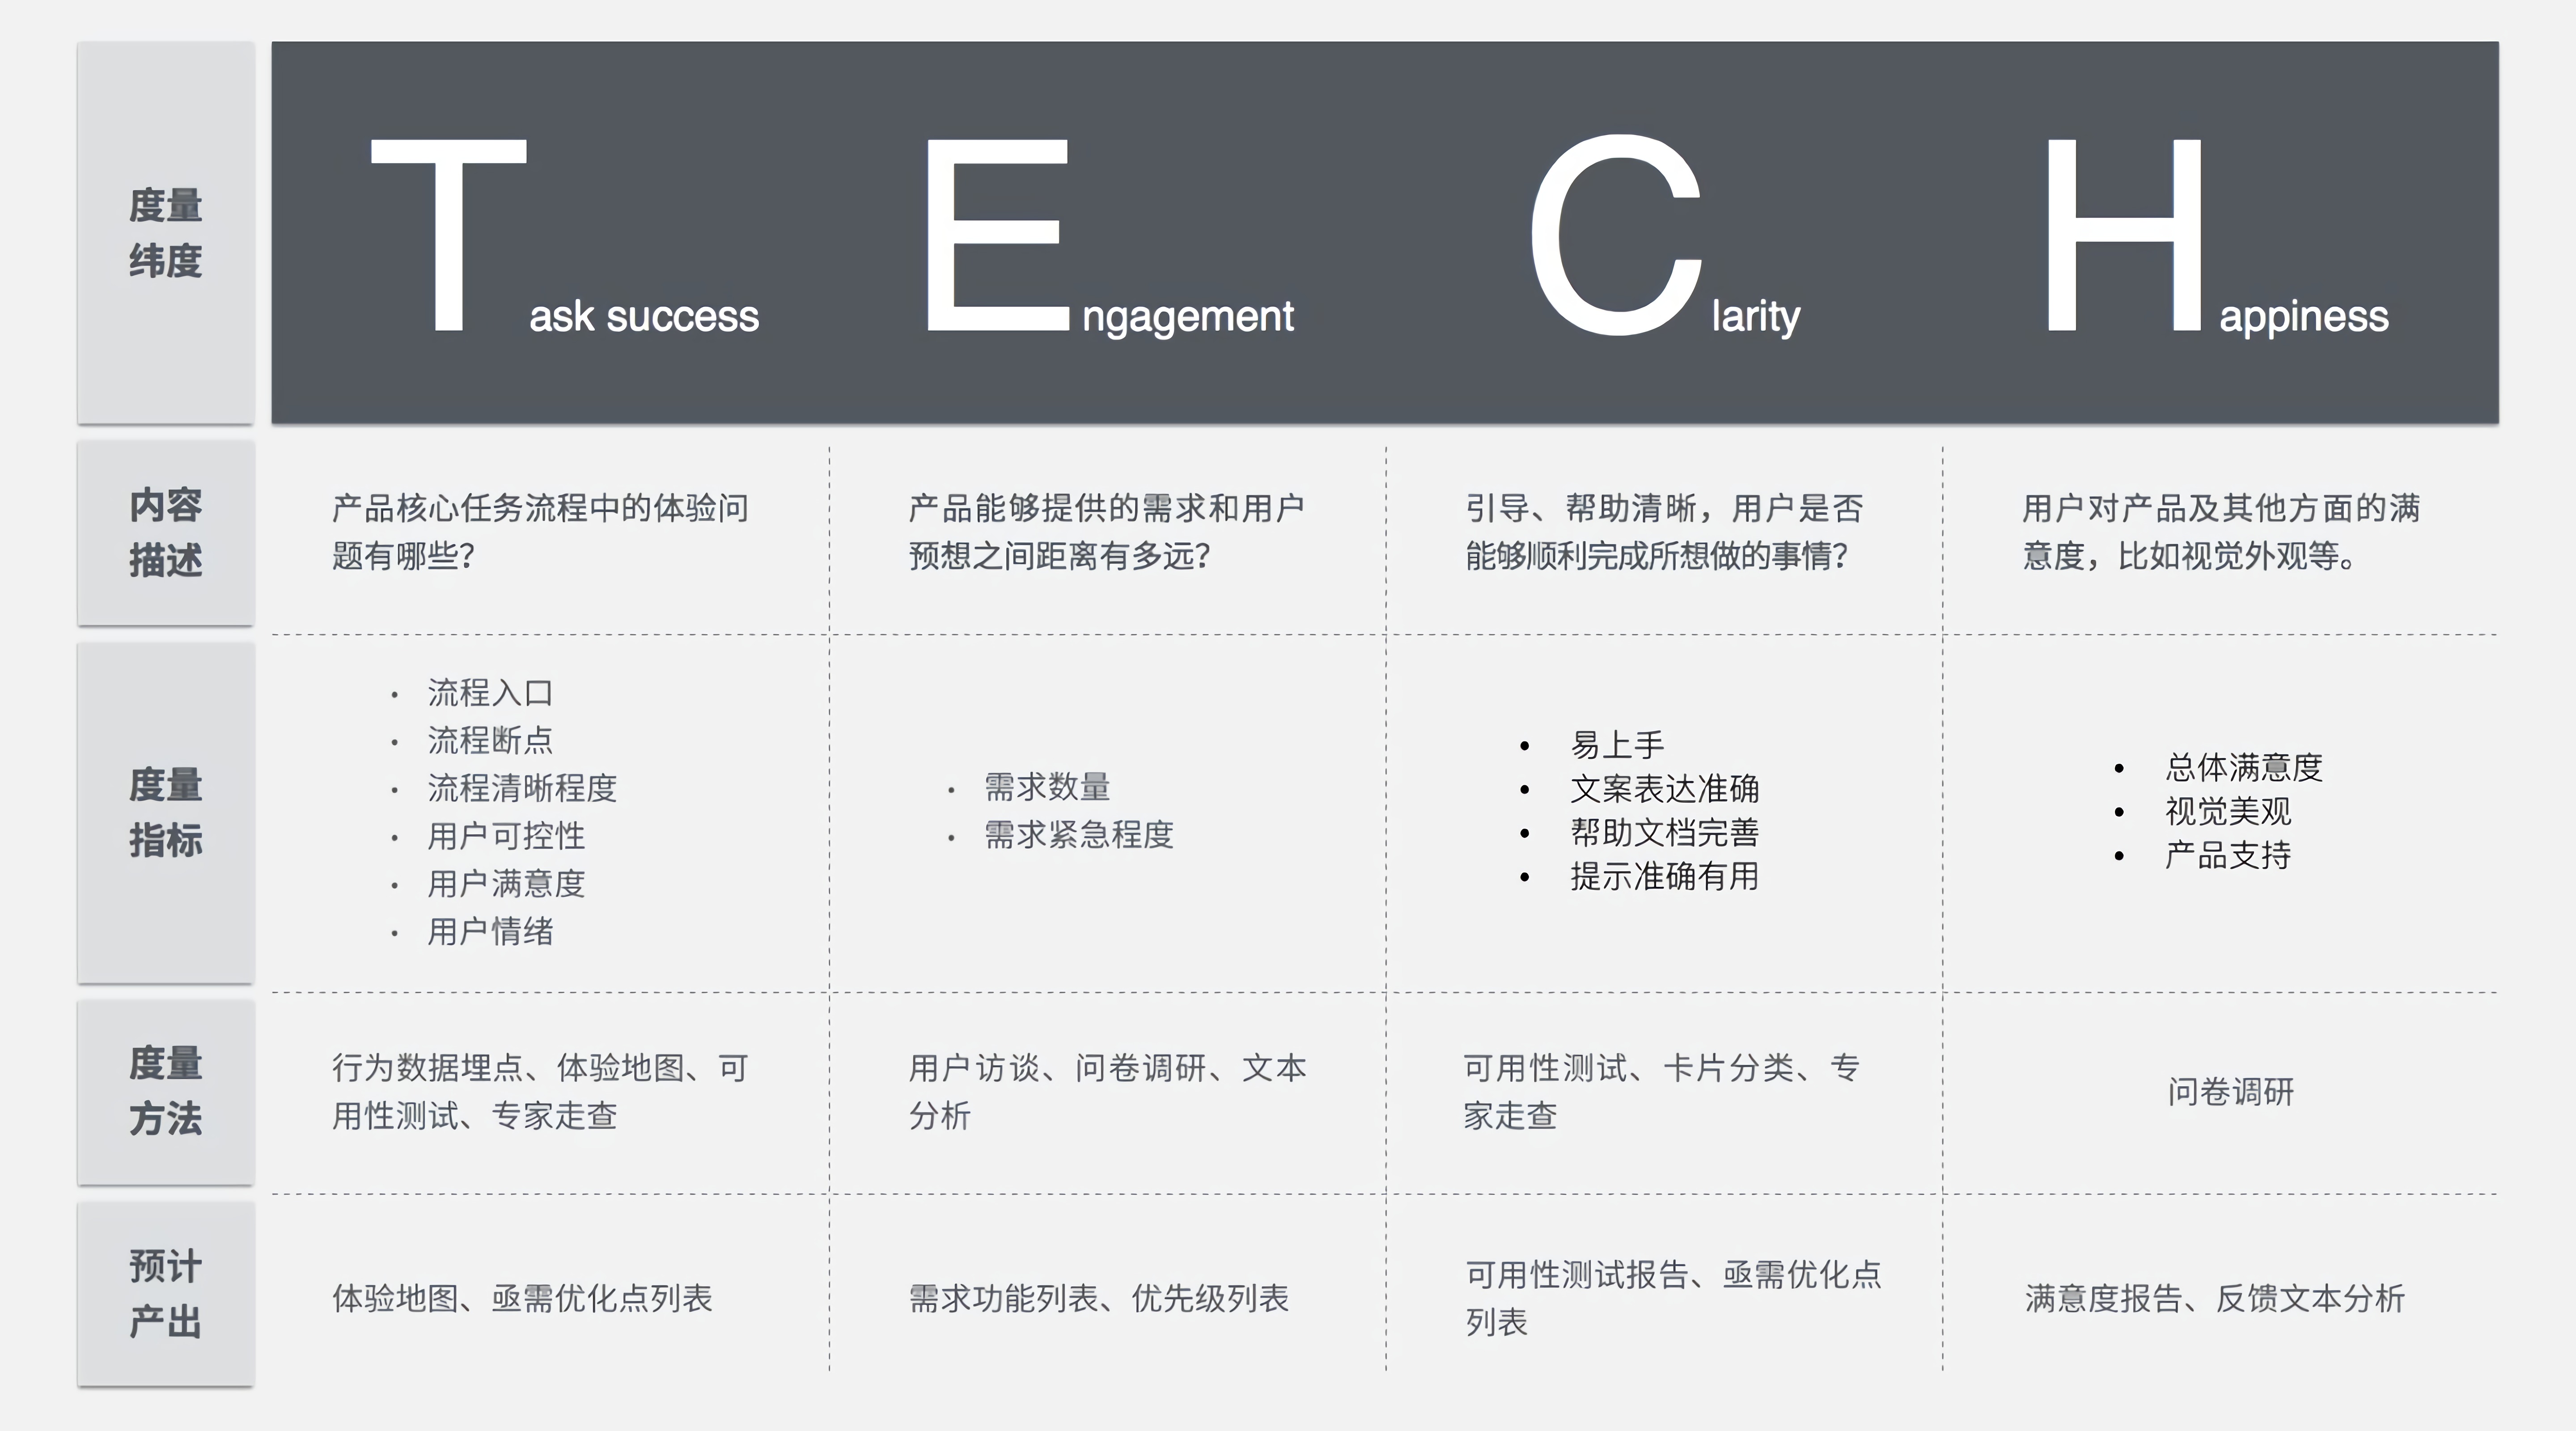 度量
纬度
Task success
Engagement
Clarity
Happiness
内容
描述
产品核心任务流程中的体验问
题有哪些？
产品能够提供的需求和用户
预想之间距离有多远？
引导、帮助清晰，用户是否
能够顺利完成所想做的事情？
用户对产品及其他方面的满
意度，比如视觉外观等。
度量
指标
• 流程入口
• 流程断点
• 流程清晰程度
• 用户可控性
• 用户满意度
• 用户情绪
• 需求数量
• 需求紧急程度
• 易上手
• 文案表达准确
• 帮助文档完善
• 提示准确有用
• 总体满意度
• 视觉美观
• 产品支持
度量
方法
行为数据埋点、体验地图、可
用性测试、专家走查
用户访谈、问卷调研、文本
分析
可用性测试、卡片分类、专
家走查
问卷调研
预计
产出
体验地图、亟需优化点列表
需求功能列表、优先级列表
可用性测试报告、亟需优化点
列表
满意度报告、反馈文本分析